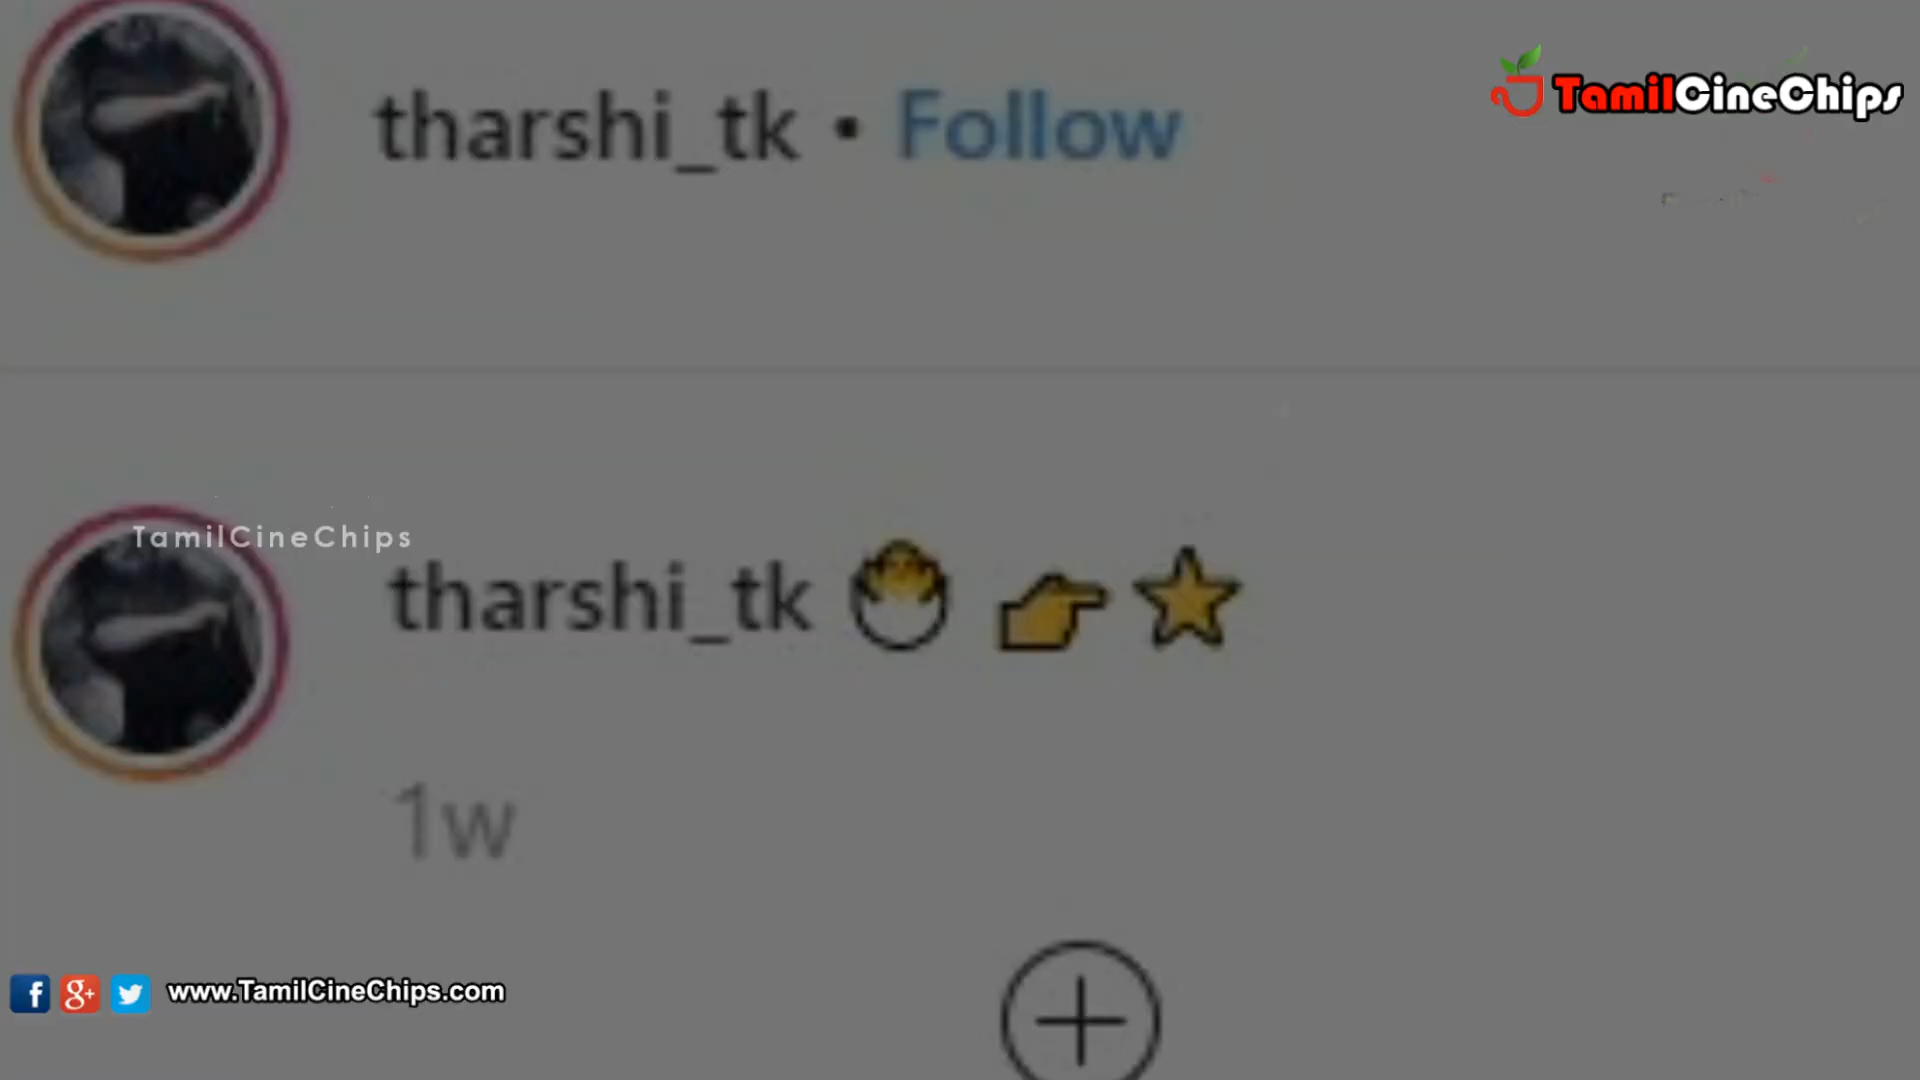 tharshi_tk • Follow
TamilCineChips
TamilCineChips
tharshi_tk 🐣 👉 ⭐
1w
f g+ www.TamilCineChips.com